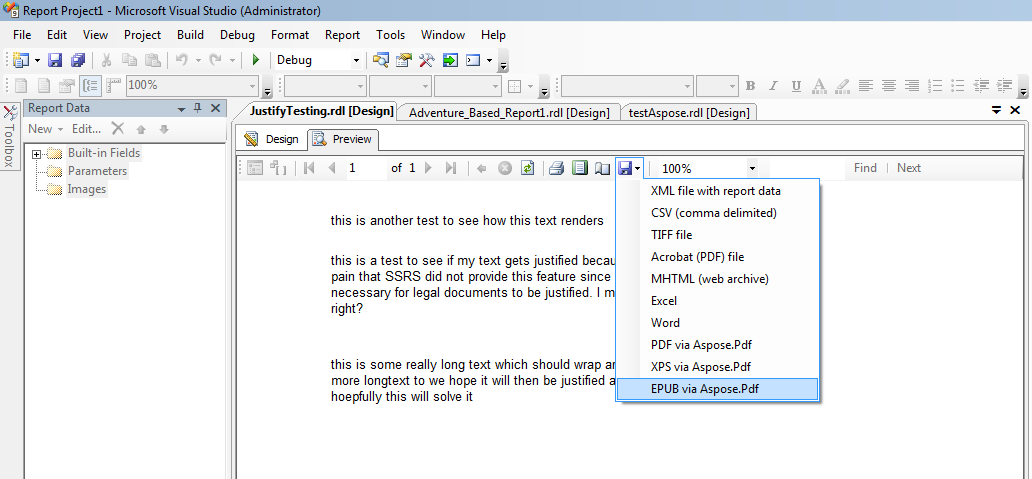 Report Project1 - Microsoft Visual Studio (Administrator)
File Edit View Project Build Debug Format Report Tools Window Help
Debug
100%
B I U
Toolbox
Report Data
New Edit...
Built-in Fields
Parameters
Images
JustifyTesting.rdl [Design] Adventure_Based_Report1.rdl [Design] testAspose.rdl [Design]
Design Preview
1 of 1 100% Find Next
this is another test to see how this text renders
this is a test to see if my text gets justified becau
pain that SSRS did not provide this feature since
necessary for legal documents to be justified. I m
right?
this is some really long text which should wrap an
more longtext to we hope it will then be justified a
hoepfully this will solve it
XML file with report data
CSV (comma delimited)
TIFF file
Acrobat (PDF) file
MHTML (web archive)
Excel
Word
PDF via Aspose.Pdf
XPS via Aspose.Pdf
EPUB via Aspose.Pdf